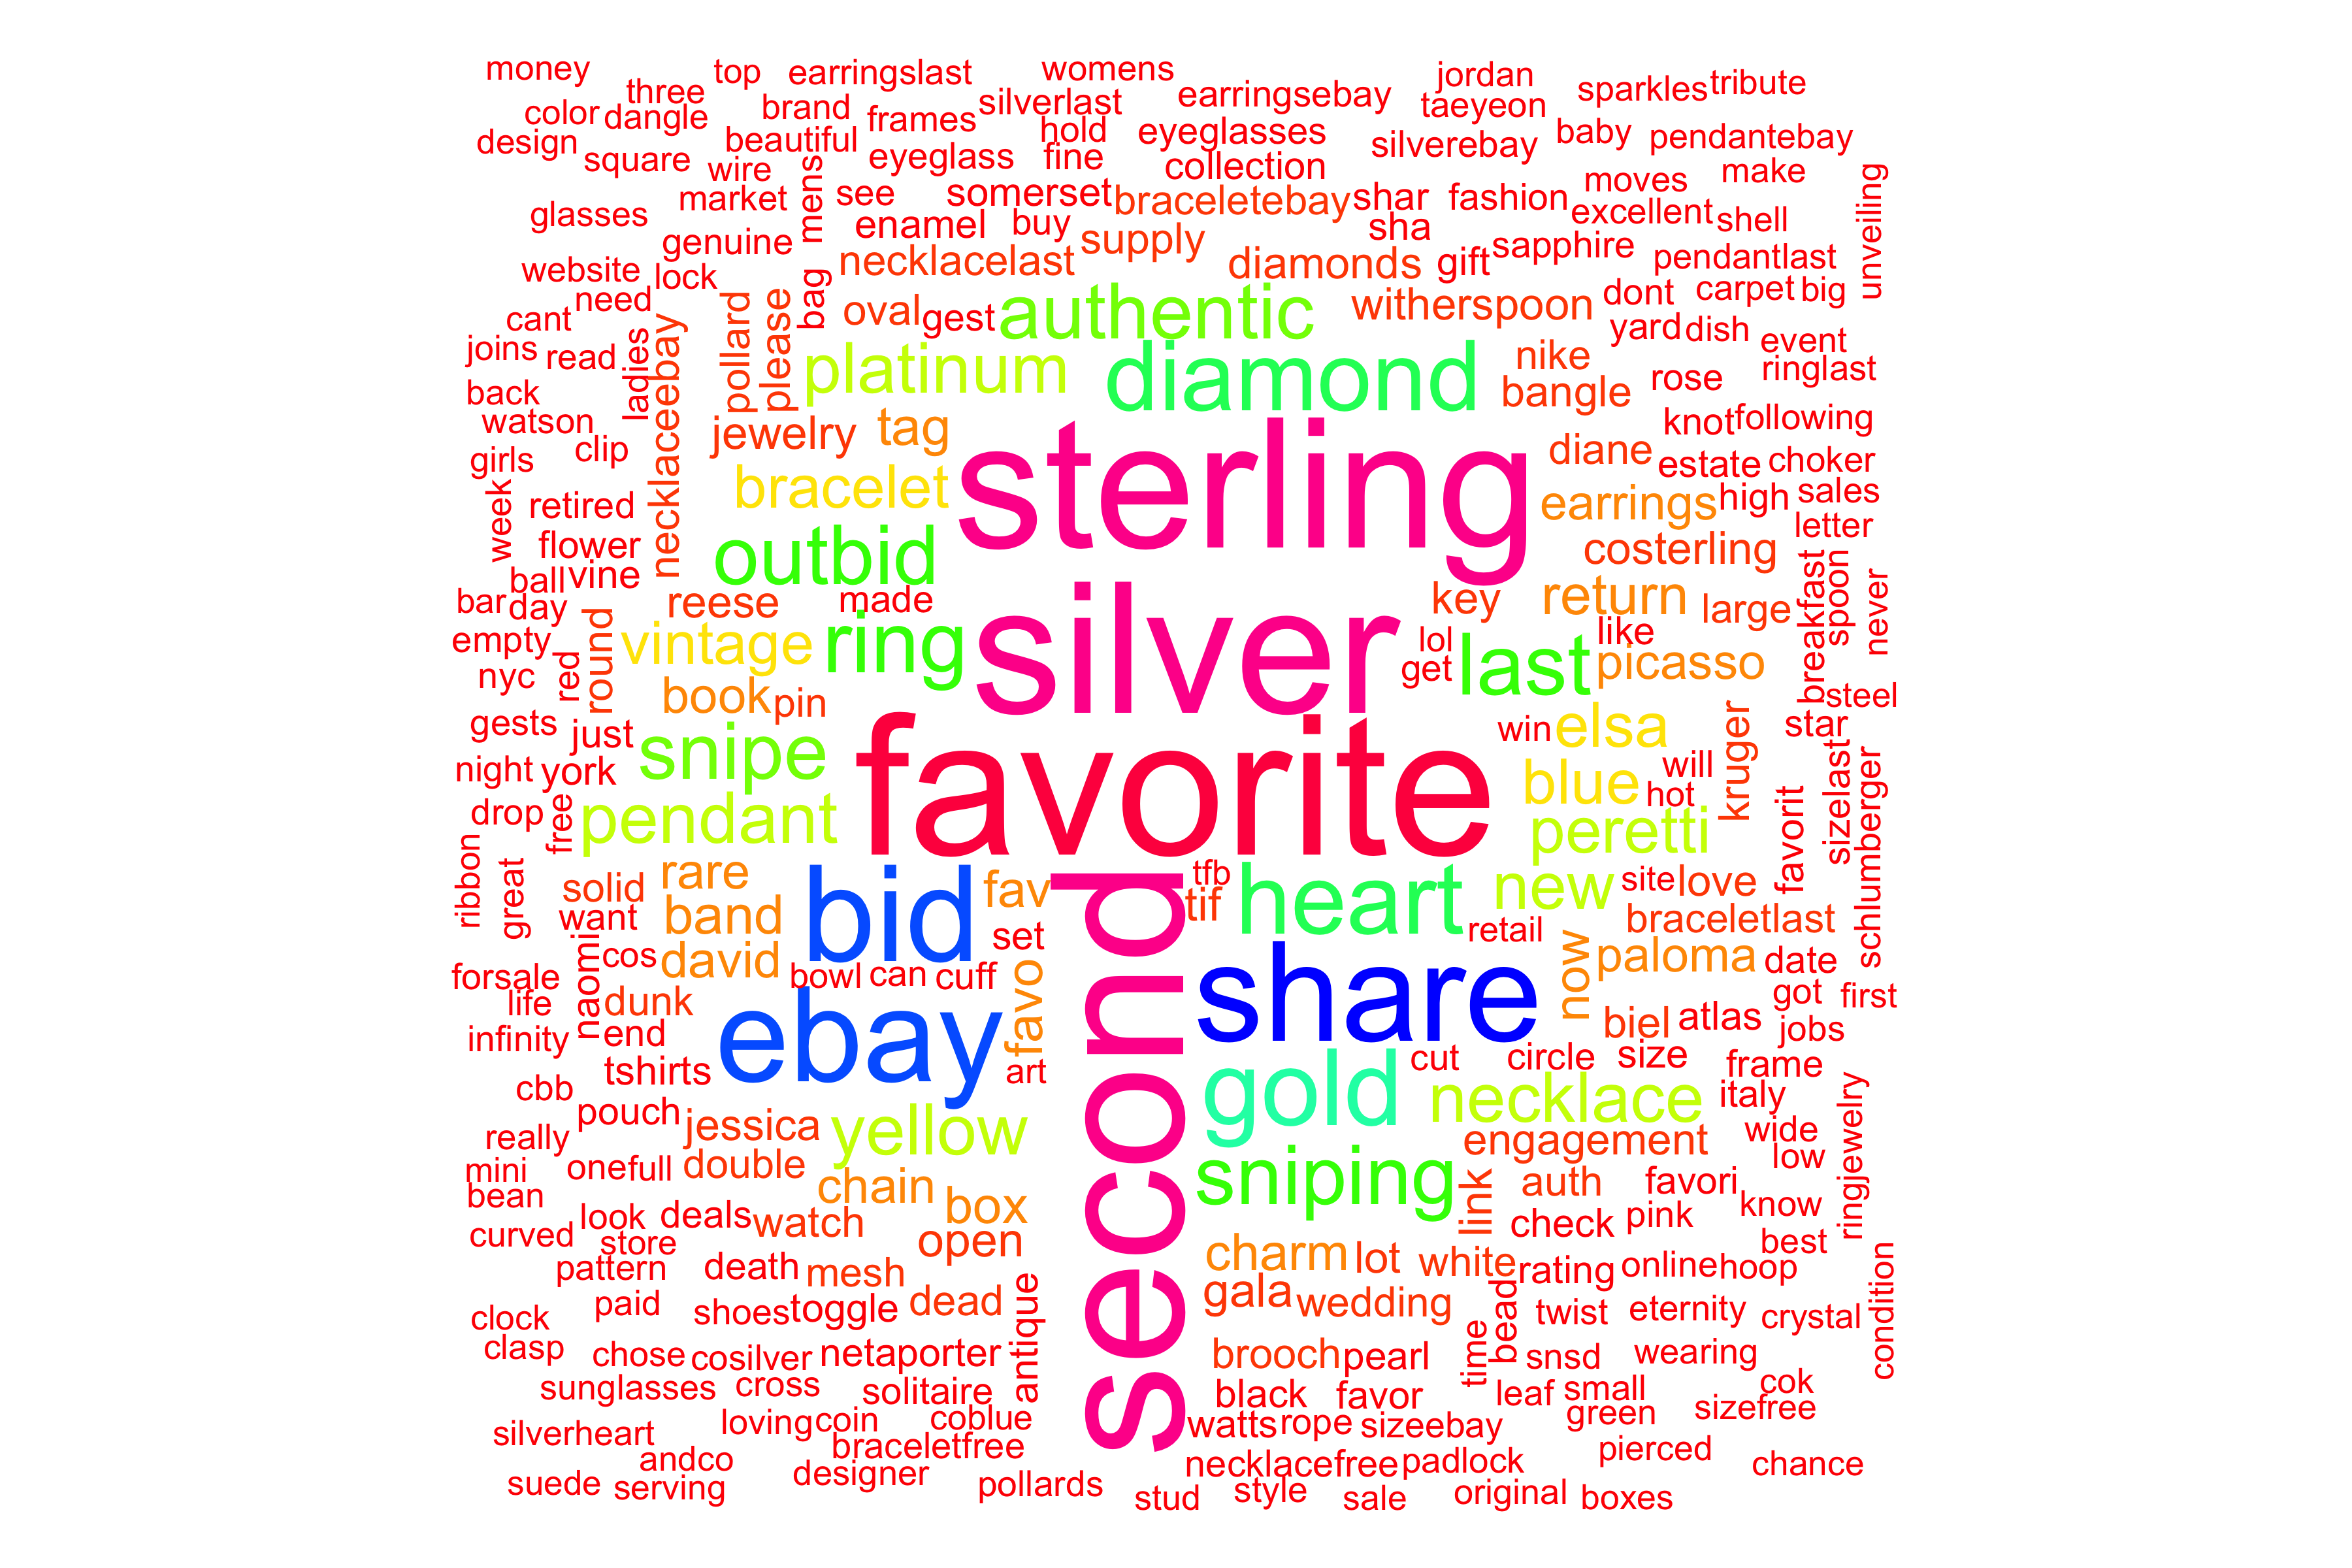 money three top earringslast womens jordan sparkles tribute
color dangle brand frames silverlast earringsebay taeyeon
design square beautiful eyeglass hold fine eyeglasses silverebay baby pendantebay
wire collection moves make
glasses market mens see somerset braceletebay shar fashion excellent shell unveiling
genuine enamel buy supply sha sapphire
website lock bag necklacelast diamonds gift pendantlast
need pollard please oval gest authentic witherspoon dont carpet big
cant necklaceebay yard dish event
joins read ladies platinum diamond nike ringlast
back bangle rose
watson clip jewelry tag sterling knot following
girls bracelet diane estate choker
week retired earrings high sales
flower outbid costerling letter
ball vine
bar day reese made silver key return large breakfast spoon never
empty round vintage ring lol like
nyc red get last picasso
book pin steel
gests just snipe favorite win elsa kruger star
night york blue will hot sizelast schlumberger
drop free pendant peretti favorit
ribbon great solid rare bid fav second tfb heart new site love
want band tif braceletlast
naomi cos david set retail now paloma date
forsale bowl can cuff share
life dunk ebay favo got first
infinity end biel atlas jobs
tshirts art gold cut circle size frame
cbb pouch necklace italy ringjewelry
really jessica yellow engagement wide
mini one full double sniping link auth favori low
bean chain box know
curved look deals watch check pink
store open best
pattern death mesh charm lot white rating online hoop condition
clock paid shoes toggle dead antique gala wedding bead twist eternity crystal
clasp chose cosilver netaporter brooch pearl time snsd wearing
sunglasses cross solitaire black favor leaf small cok
silverheart loving coin coblue watts rope sizeebay green sizefree
andco braceletfree necklacefree padlock pierced chance
suede serving designer pollards stud style sale original boxes